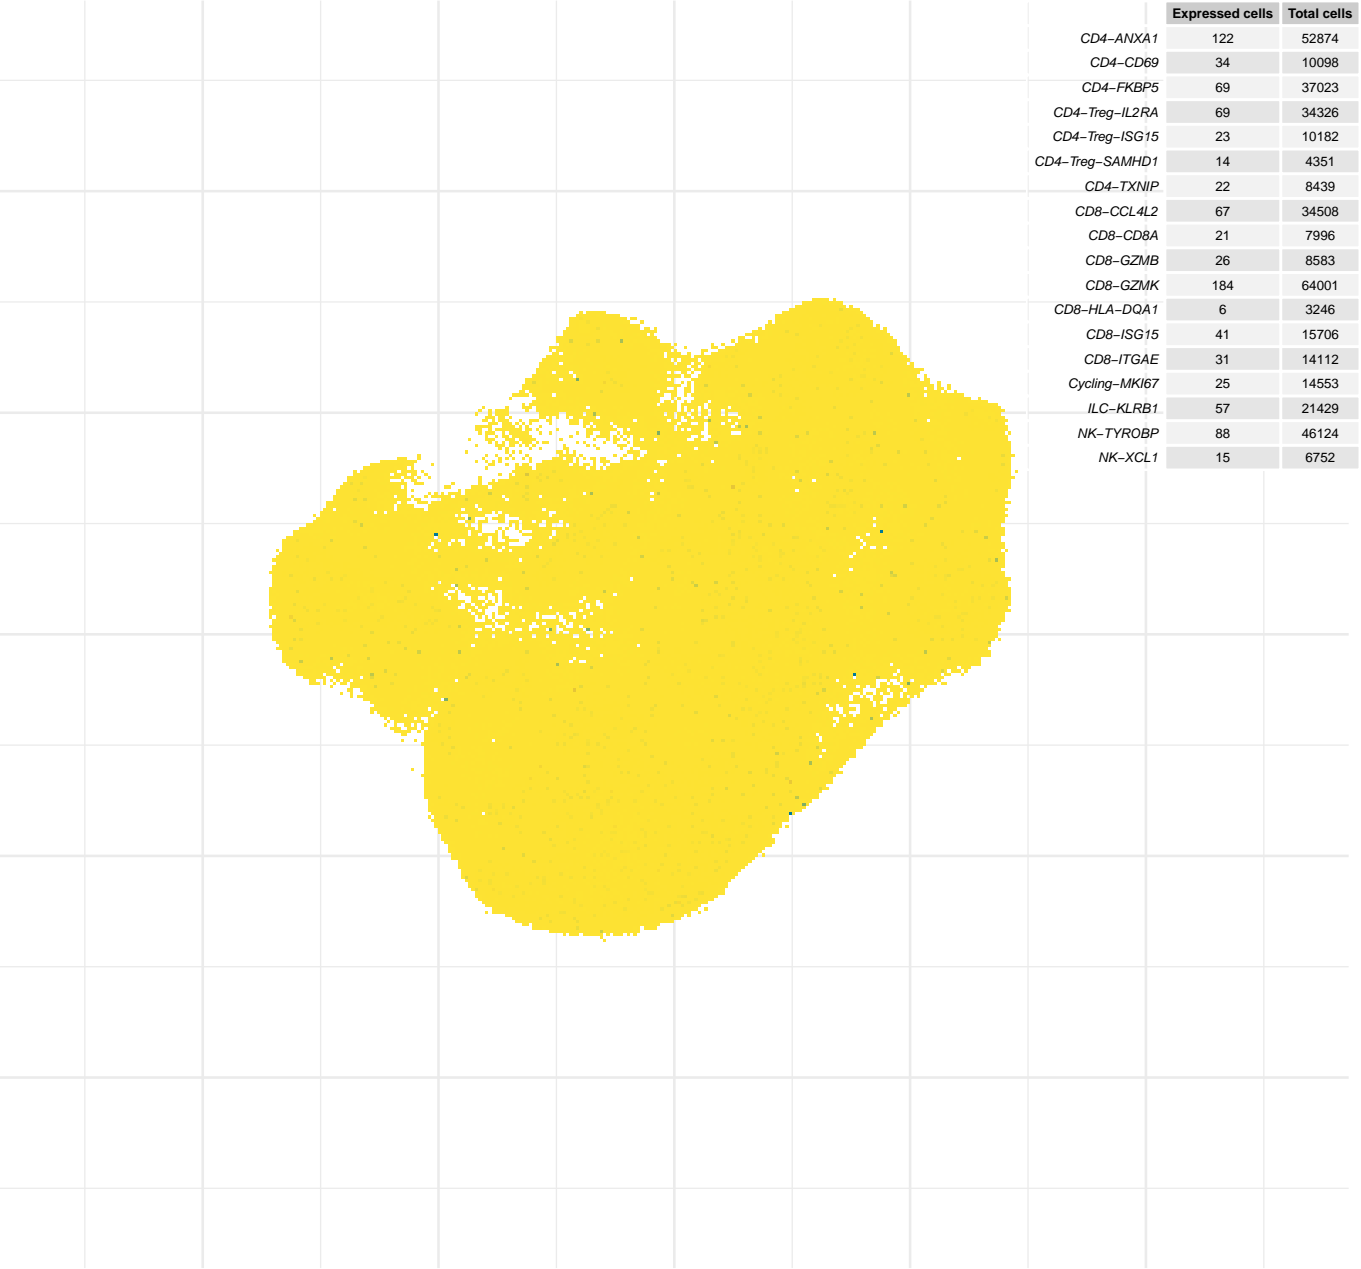 Expressed cells Total cells
CD4−ANXA1 122 52874
CD4−CD69 34 10098
CD4−FKBP5 69 37023
CD4−Treg−IL2RA 69 34326
CD4−Treg−ISG15 23 10182
CD4−Treg−SAMHD1 14 4351
CD4−TXNIP 22 8439
CD8−CCL4L2 67 34508
CD8−CD8A 21 7996
CD8−GZMB 26 8583
CD8−GZMK 184 64001
CD8−HLA−DQA1 6 3246
CD8−ISG15 41 15706
CD8−ITGAE 31 14112
Cycling−MKI67 25 14553
ILC−KLRB1 57 21429
NK−TYROBP 88 46124
NK−XCL1 15 6752